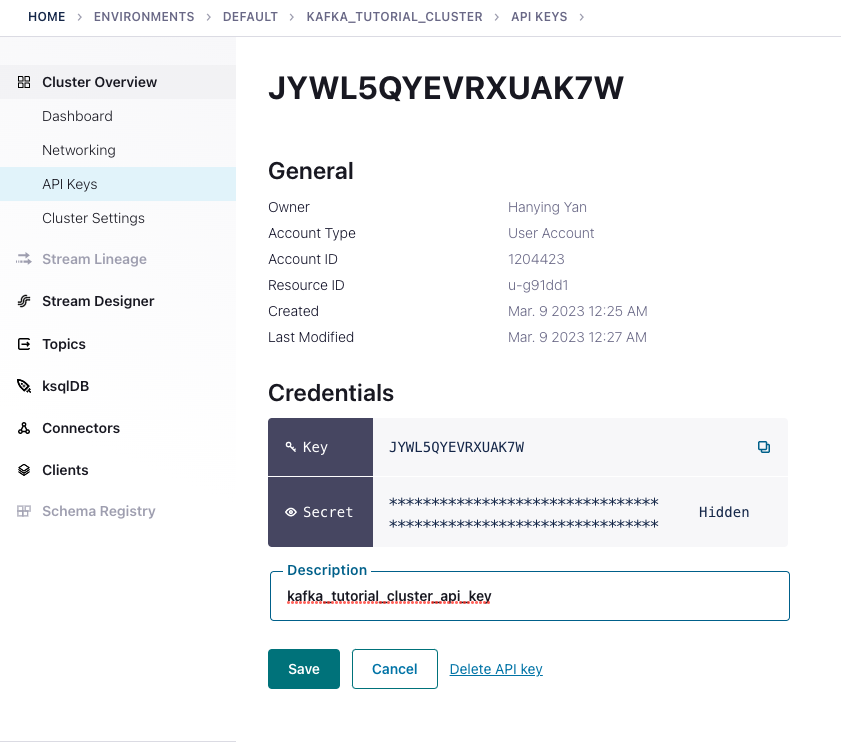 HOME > ENVIRONMENTS > DEFAULT > KAFKA_TUTORIAL_CLUSTER > API KEYS >
Cluster Overview
Dashboard
Networking
API Keys
Cluster Settings
Stream Lineage
Stream Designer
Topics
ksqlDB
Connectors
Clients
Schema Registry
JYWL5QYEVRXUAK7W
General
Owner Hanying Yan
Account Type User Account
Account ID 1204423
Resource ID u-g91dd1
Created Mar. 9 2023 12:25 AM
Last Modified Mar. 9 2023 12:27 AM
Credentials
Key JYWL5QYEVRXUAK7W
********************************
Secret Hidden
********************************
Description
kafka_tutorial_cluster_api_key
Save Cancel Delete API key